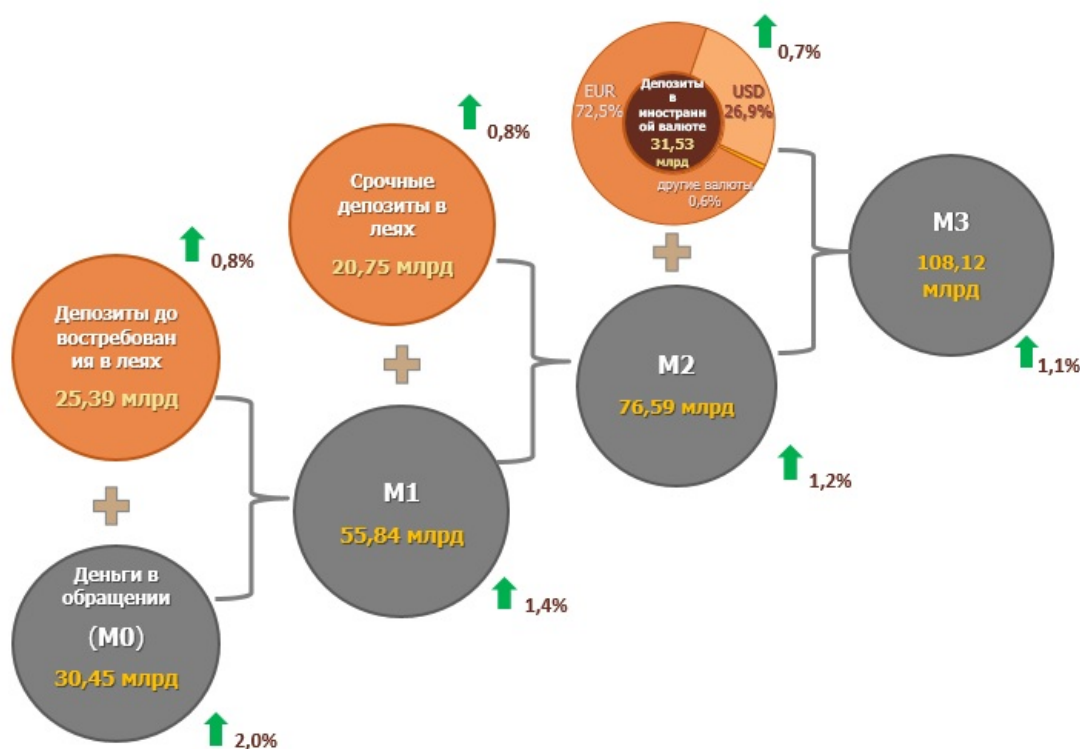 Депозиты до
востребован
ия в леях
25,39 млрд
0,8%
Деньги в
обращении
(M0)
30,45 млрд
2,0%
Срочные
депозиты в
леях
20,75 млрд
0,8%
M1
55,84 млрд
1,4%
EUR
72,5%
Депозиты
в
иностранн
ой валюте
31,53
млрд
USD
26,9%
другие валюты
0,6%
0,7%
M2
76,59 млрд
1,2%
M3
108,12
млрд
1,1%